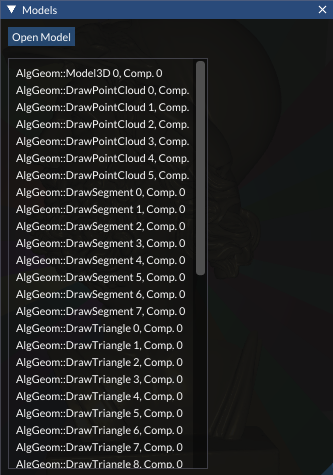 Models
Open Model
AlgGeom::Model3D 0, Comp. 0
AlgGeom::DrawPointCloud 0, Comp.
AlgGeom::DrawPointCloud 1, Comp.
AlgGeom::DrawPointCloud 2, Comp.
AlgGeom::DrawPointCloud 3, Comp.
AlgGeom::DrawPointCloud 4, Comp.
AlgGeom::DrawPointCloud 5, Comp.
AlgGeom::DrawSegment 0, Comp. 0
AlgGeom::DrawSegment 1, Comp. 0
AlgGeom::DrawSegment 2, Comp. 0
AlgGeom::DrawSegment 3, Comp. 0
AlgGeom::DrawSegment 4, Comp. 0
AlgGeom::DrawSegment 5, Comp. 0
AlgGeom::DrawSegment 6, Comp. 0
AlgGeom::DrawSegment 7, Comp. 0
AlgGeom::DrawTriangle 0, Comp. 0
AlgGeom::DrawTriangle 1, Comp. 0
AlgGeom::DrawTriangle 2, Comp. 0
AlgGeom::DrawTriangle 3, Comp. 0
AlgGeom::DrawTriangle 4, Comp. 0
AlgGeom::DrawTriangle 5, Comp. 0
AlgGeom::DrawTriangle 6, Comp. 0
AlgGeom::DrawTriangle 7, Comp. 0
AlgGeom::DrawTriangle 8, Comp. 0